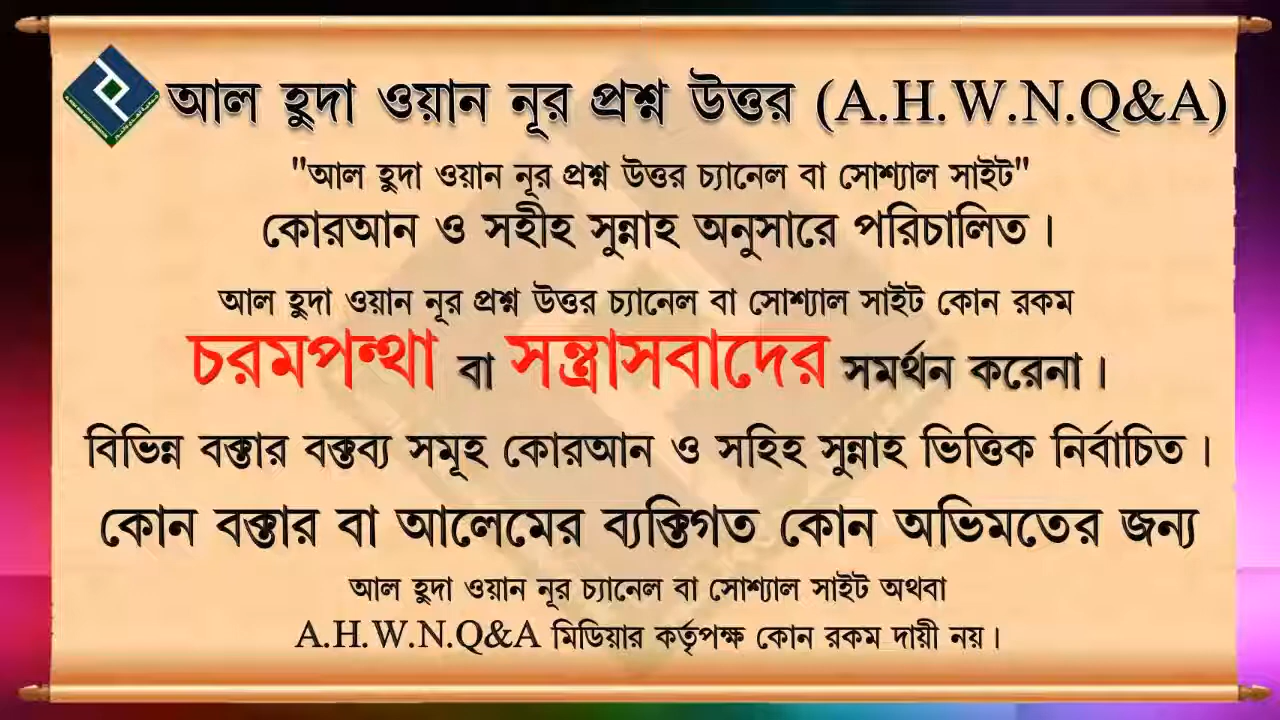 আল হুদা ওয়ান নূর প্রশ্ন উত্তর (A.H.W.N.Q&A)
"আল হুদা ওয়ান নূর প্রশ্ন উত্তর চ্যানেল বা সোশ্যাল সাইট"
কোরআন ও সহীহ সুন্নাহ অনুসারে পরিচালিত।
আল হুদা ওয়ান নূর প্রশ্ন উত্তর চ্যানেল বা সোশ্যাল সাইট কোন রকম
চরমপন্থা বা সন্ত্রাসবাদের সমর্থন করেনা।
বিভিন্ন বক্তার বক্তব্য সমূহ কোরআন ও সহিহ সুন্নাহ ভিত্তিক নির্বাচিত।
কোন বক্তার বা আলেমের ব্যক্তিগত কোন অভিমতের জন্য
আল হুদা ওয়ান নূর চ্যানেল বা সোশ্যাল সাইট অথবা
A.H.W.N.Q&A মিডিয়ার কর্তৃপক্ষ কোন রকম দায়ী নয়।